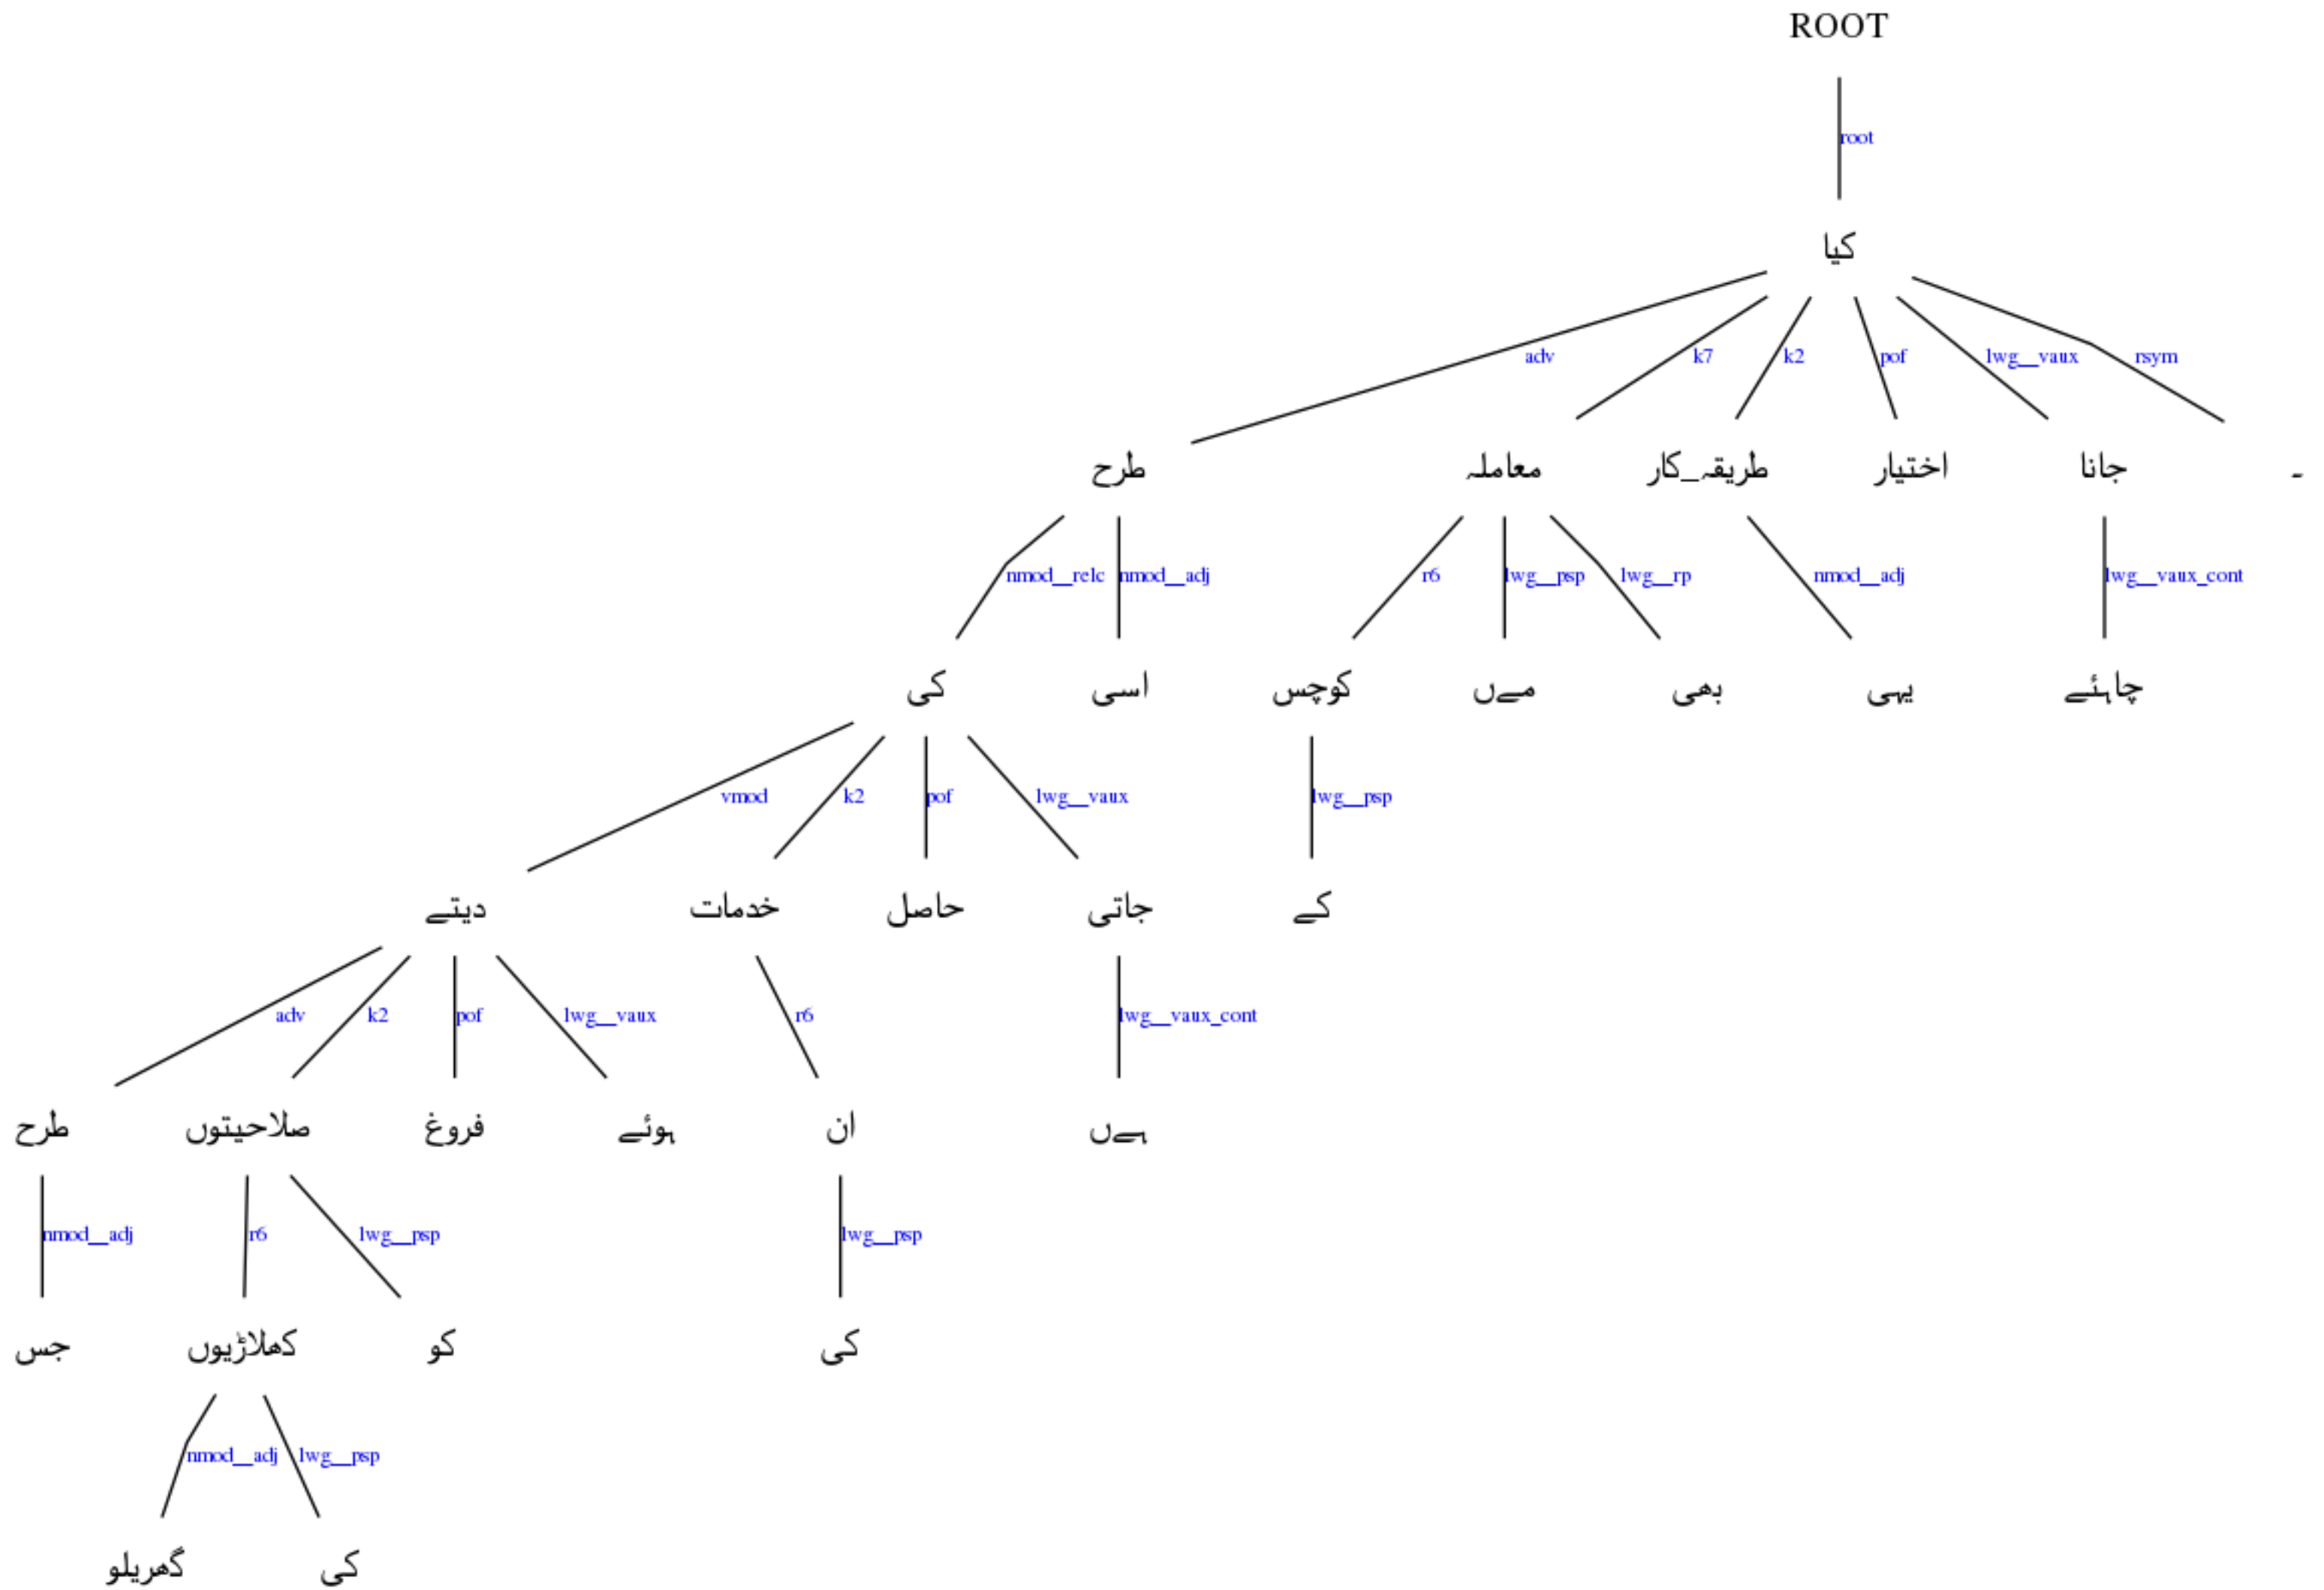 ROOT
root
کیا
adv k7 k2 pof lwg__vaux rsym
طرح معاملہ طریقہ_کار اختیار جانا ۔
nmod__relc nmod__adj r6 lwg__psp lwg__rp nmod__adj lwg__vaux_cont
کی اسی کوچس مےں بھی یہی چاہئے
vmod k2 pof lwg__vaux lwg__psp
دیتے خدمات حاصل جاتی کے
adv k2 pof lwg__vaux r6 lwg__vaux_cont
طرح صلاحیتوں فروغ ہوئے ان ہےں
nmod__adj r6 lwg__psp lwg__psp
جس کھلاڑیوں کو کی
nmod__adj lwg__psp
گھریلو کی